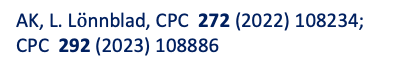 AK, L. Lönnblad, CPC 272 (2022) 108234;
CPC 292 (2023) 108886